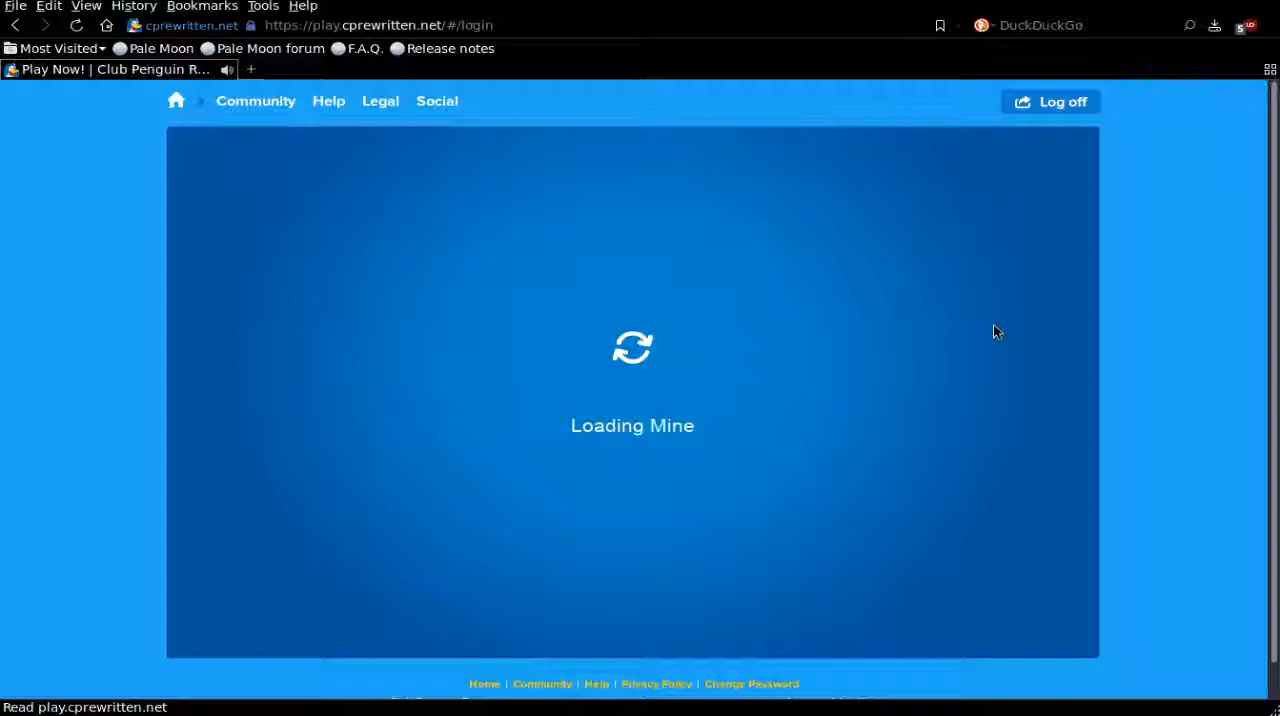 File Edit View History Bookmarks Tools Help
cprewritten.net https://play.cprewritten.net/#/login DuckDuckGo 5
Most Visited Pale Moon Pale Moon forum F.A.Q. Release notes
Play Now! | Club Penguin R... +
Community Help Legal Social Log off
Loading Mine
Home | Community | Help | Privacy Policy | Change Password
Read play.cprewritten.net